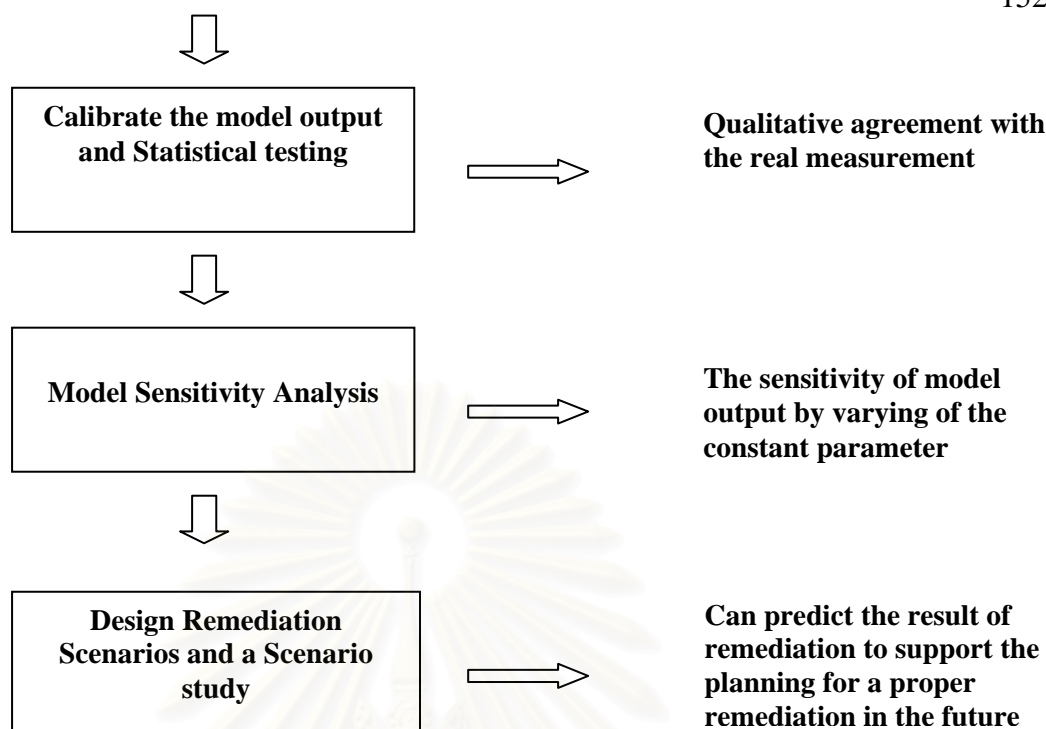 Calibrate the model output
and Statistical testing
Qualitative agreement with
the real measurement
Model Sensitivity Analysis
The sensitivity of model
output by varying of the
constant parameter
Design Remediation
Scenarios and a Scenario
study
Can predict the result of
remediation to support the
planning for a proper
remediation in the future